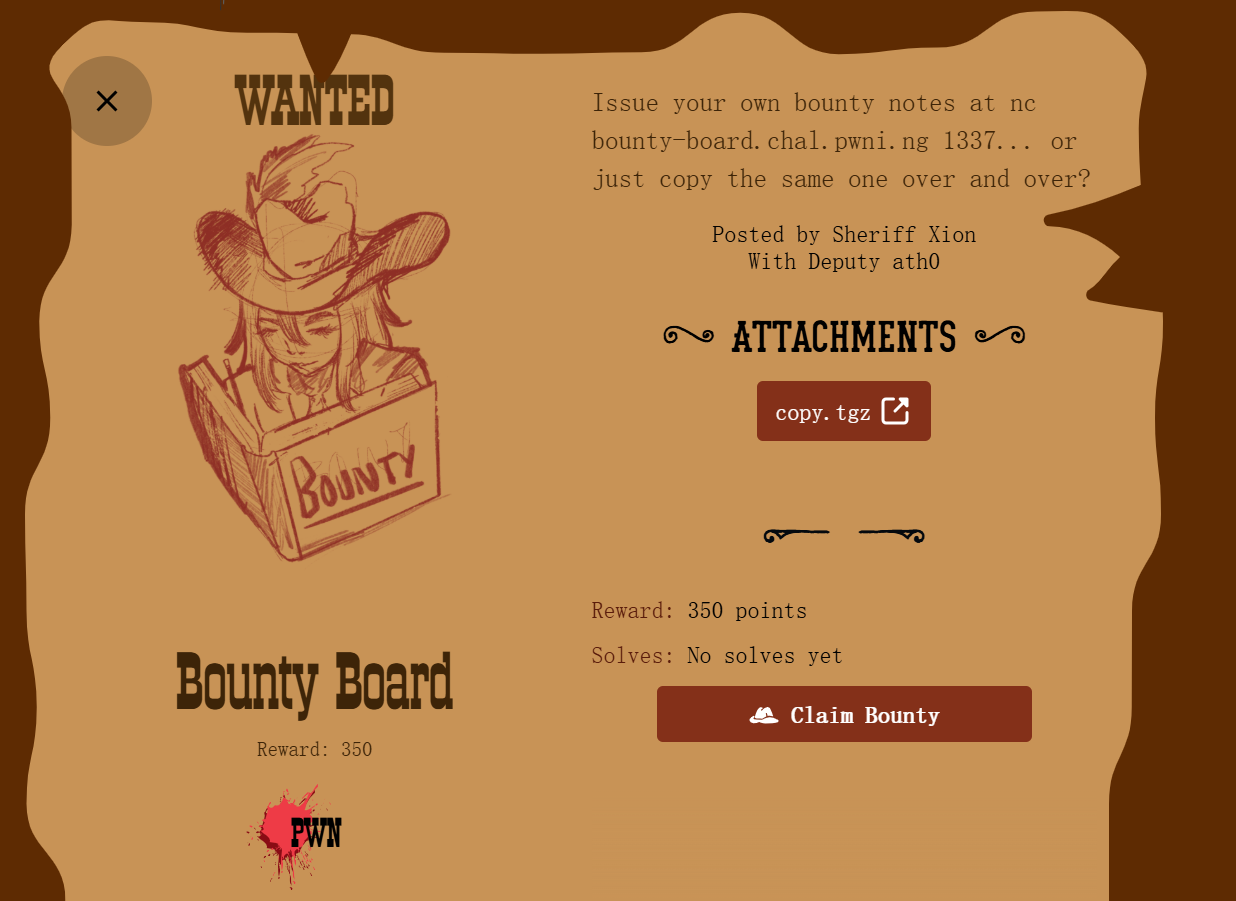 WANTED
BOUNTY
Bounty Board
Reward: 350
PWN
Issue your own bounty notes at nc
bounty-board.chal.pwni.ng 1337... or
just copy the same one over and over?
Posted by Sheriff Xion
With Deputy ath0
ATTACHMENTS
copy.tgz
Reward: 350 points
Solves: No solves yet
Claim Bounty